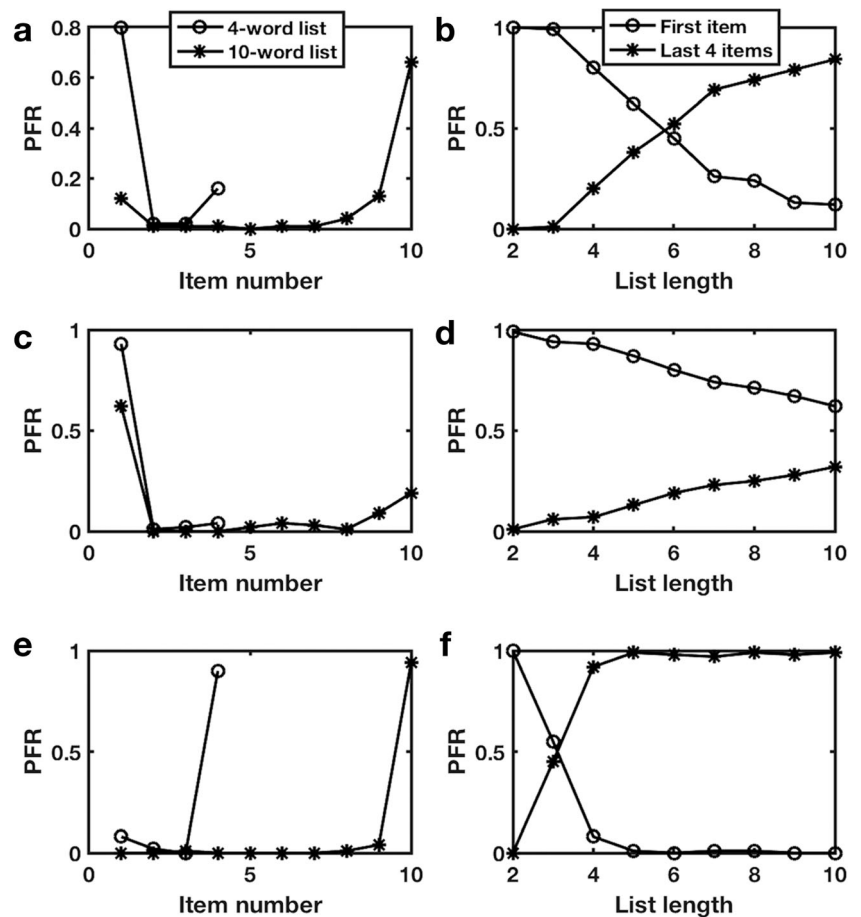 a
0.8
0.6
0.4
0.2
0
PFR
0
5
10
Item number
4-word list
10-word list
b
1
0.5
0
PFR
2
4
6
8
10
List length
First item
Last 4 items
c
1
0.5
0
PFR
0
5
10
Item number
d
1
0.5
0
PFR
2
4
6
8
10
List length
e
1
0.5
0
PFR
0
5
10
Item number
f
1
0.5
0
PFR
2
4
6
8
10
List length